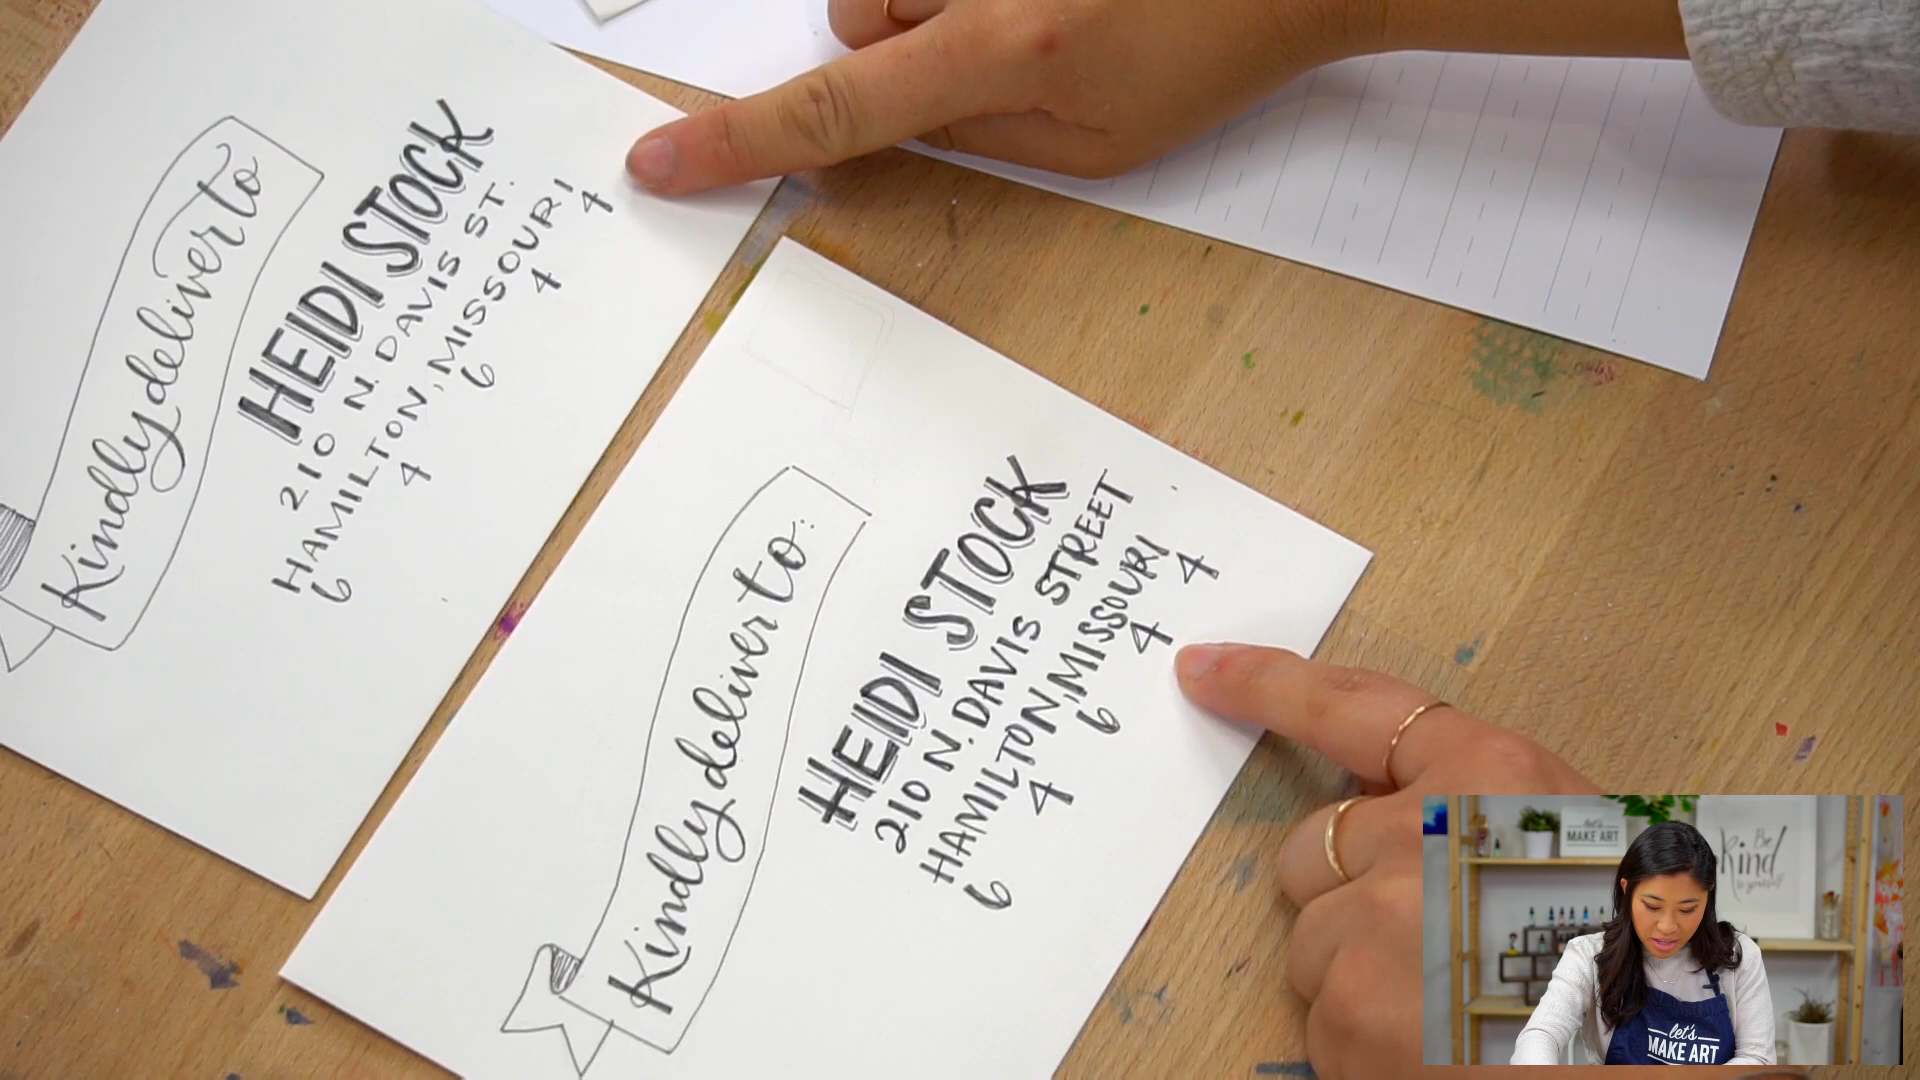 Kindly deliver to
HEIDI STOCK
210 N. DAVIS ST.
HAMILTON, MISSOURI
6 4 6 4 4
Kindly deliver to:
HEIDI STOCK
210 N. DAVIS STREET
HAMILTON, MISSOURI
6 4 6 4 4
let's
MAKE ART
Be
kind
to yourself
let's
MAKE ART